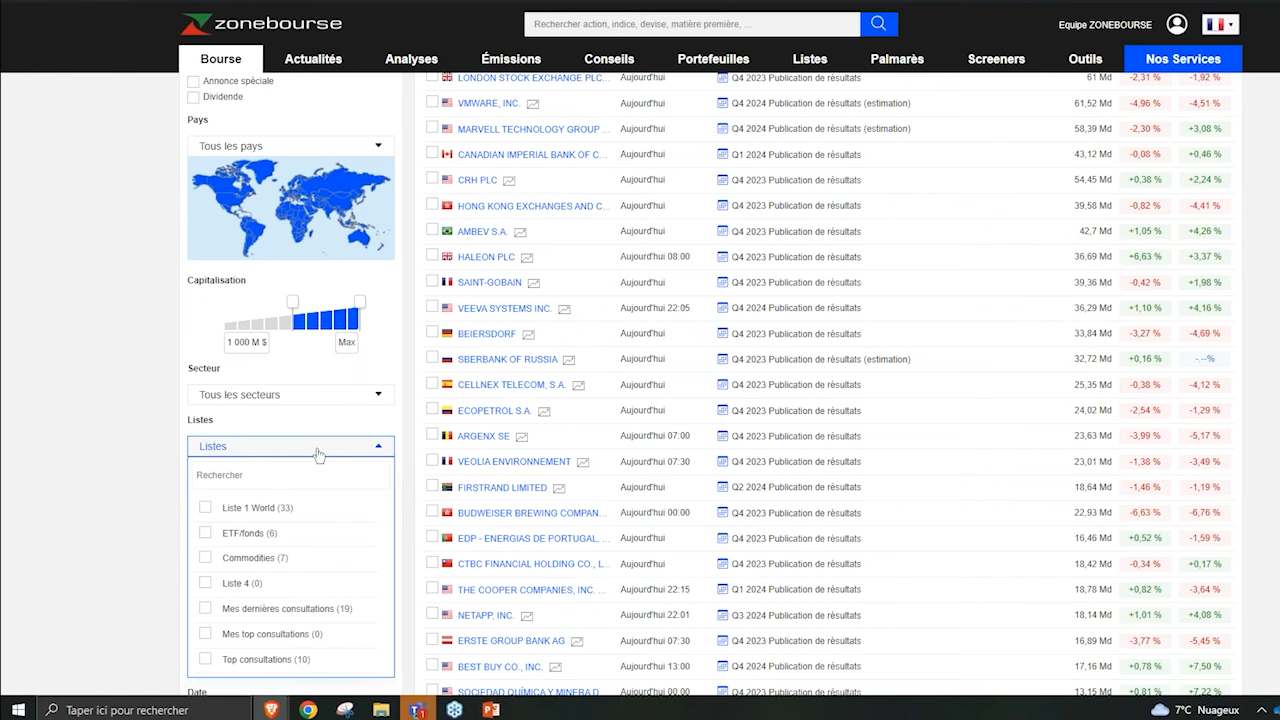 zonebourse
Rechercher action, indice, devise, matière première, ...
Equipe ZONEBOURSE
Bourse Actualités Analyses Émissions Conseils Portefeuilles Listes Palmarès Screeners Outils Nos Services
Annonce spéciale
Dividende
Pays
Tous les pays
Capitalisation
1 000 M $ Max
Secteur
Tous les secteurs
Listes
Listes
Rechercher
Liste 1 World (33)
ETF/fonds (6)
Commodities (7)
Liste 4 (0)
Mes dernières consultations (19)
Mes top consultations (0)
Top consultations (10)
Date
LONDON STOCK EXCHANGE PLC... Aujourd'hui Q4 2023 Publication de résultats 61 Md -2,31 % -1,92 %
VMWARE, INC. Aujourd'hui Q4 2024 Publication de résultats (estimation) 61,52 Md -4,96 % -4,51 %
MARVELL TECHNOLOGY GROUP ... Aujourd'hui Q4 2024 Publication de résultats (estimation) 58,39 Md -2,30 % +3,08 %
CANADIAN IMPERIAL BANK OF C... Aujourd'hui Q1 2024 Publication de résultats 43,12 Md -0,08 % +0,46 %
CRH PLC Aujourd'hui Q4 2023 Publication de résultats 54,45 Md +0,38 % +2,24 %
HONG KONG EXCHANGES AND C... Aujourd'hui Q4 2023 Publication de résultats 39,58 Md -0,82 % -4,41 %
AMBEV S.A. Aujourd'hui Q4 2023 Publication de résultats 42,7 Md +1,05 % +4,26 %
HALEON PLC Aujourd'hui 08:00 Q4 2023 Publication de résultats 36,69 Md +6,63 % +3,37 %
SAINT-GOBAIN Aujourd'hui Q4 2023 Publication de résultats 39,36 Md -0,42 % +1,98 %
VEEVA SYSTEMS INC. Aujourd'hui 22:05 Q4 2024 Publication de résultats 36,29 Md +1,10 % +4,16 %
BEIERSDORF Aujourd'hui Q4 2023 Publication de résultats 33,84 Md -3,27 % -4,69 %
SBERBANK OF RUSSIA Aujourd'hui Q4 2023 Publication de résultats (estimation) 32,72 Md +0,16 % -.--%
CELLNEX TELECOM, S.A. Aujourd'hui Q4 2023 Publication de résultats 25,35 Md -0,38 % -4,12 %
ECOPETROL S.A. Aujourd'hui Q4 2023 Publication de résultats 24,02 Md -2,34 % -1,29 %
ARGENX SE Aujourd'hui 07:00 Q4 2023 Publication de résultats 23,63 Md -3,99 % -5,17 %
VEOLIA ENVIRONNEMENT Aujourd'hui 07:30 Q4 2023 Publication de résultats 23,01 Md -1,38 % -3,49 %
FIRSTRAND LIMITED Aujourd'hui Q2 2024 Publication de résultats 18,64 Md -1,46 % -1,19 %
BUDWEISER BREWING COMPAN... Aujourd'hui 00:00 Q4 2023 Publication de résultats 22,93 Md -6,63 % -6,76 %
EDP - ENERGIAS DE PORTUGAL, ... Aujourd'hui Q4 2023 Publication de résultats 16,46 Md +0,52 % -1,59 %
CTBC FINANCIAL HOLDING CO., L... Aujourd'hui Q4 2023 Publication de résultats 18,42 Md -0,34 % +0,17 %
THE COOPER COMPANIES, INC. ... Aujourd'hui 22:15 Q1 2024 Publication de résultats 18,78 Md +0,82 % -3,64 %
NETAPP, INC. Aujourd'hui 22:01 Q3 2024 Publication de résultats 18,14 Md +1,01 % +4,08 %
ERSTE GROUP BANK AG Aujourd'hui 07:30 Q4 2023 Publication de résultats 16,89 Md -3,77 % -5,45 %
BEST BUY CO., INC. Aujourd'hui 13:00 Q4 2024 Publication de résultats 17,16 Md +0,78 % +7,50 %
SOCIEDAD QUÍMICA Y MINERA D... Aujourd'hui 00:00 Q4 2023 Publication de résultats 13,15 Md +0,81 % +7,22 %
Taper ici pour rechercher 7°C Nuageux